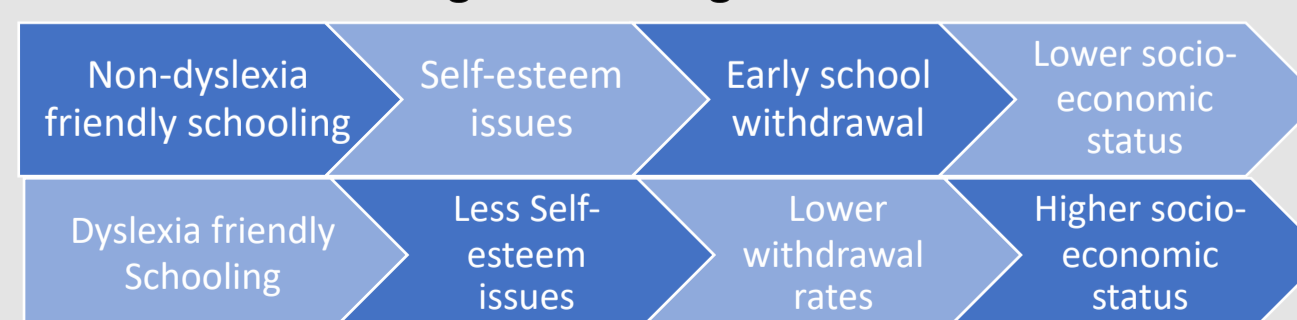 Non-dyslexia
friendly schooling
Self-esteem
issues
Early school
withdrawal
Lower socio-
economic
status
Dyslexia friendly
Schooling
Less Self-
esteem
issues
Lower
withdrawal
rates
Higher socio-
economic
status